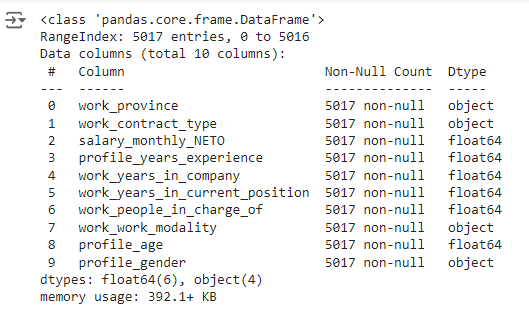 <class 'pandas.core.frame.DataFrame'>
RangeIndex: 5017 entries, 0 to 5016
Data columns (total 10 columns):
 #   Column                          Non-Null Count  Dtype
---  ------                          --------------  -----
 0   work_province                   5017 non-null   object
 1   work_contract_type              5017 non-null   object
 2   salary_monthly_NETO             5017 non-null   float64
 3   profile_years_experience        5017 non-null   float64
 4   work_years_in_company           5017 non-null   float64
 5   work_years_in_current_position  5017 non-null   float64
 6   work_people_in_charge_of        5017 non-null   float64
 7   work_work_modality              5017 non-null   object
 8   profile_age                     5017 non-null   float64
 9   profile_gender                  5017 non-null   object
dtypes: float64(6), object(4)
memory usage: 392.1+ KB